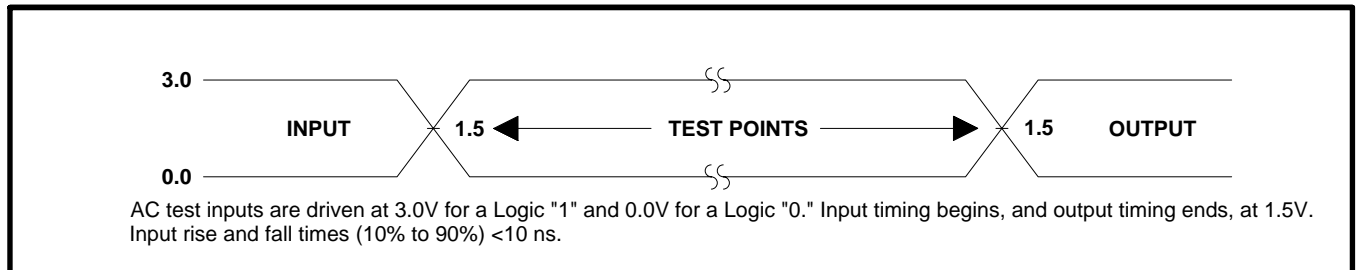 3.0
INPUT 1.5 TEST POINTS 1.5 OUTPUT
0.0
AC test inputs are driven at 3.0V for a Logic "1" and 0.0V for a Logic "0." Input timing begins, and output timing ends, at 1.5V.
Input rise and fall times (10% to 90%) <10 ns.